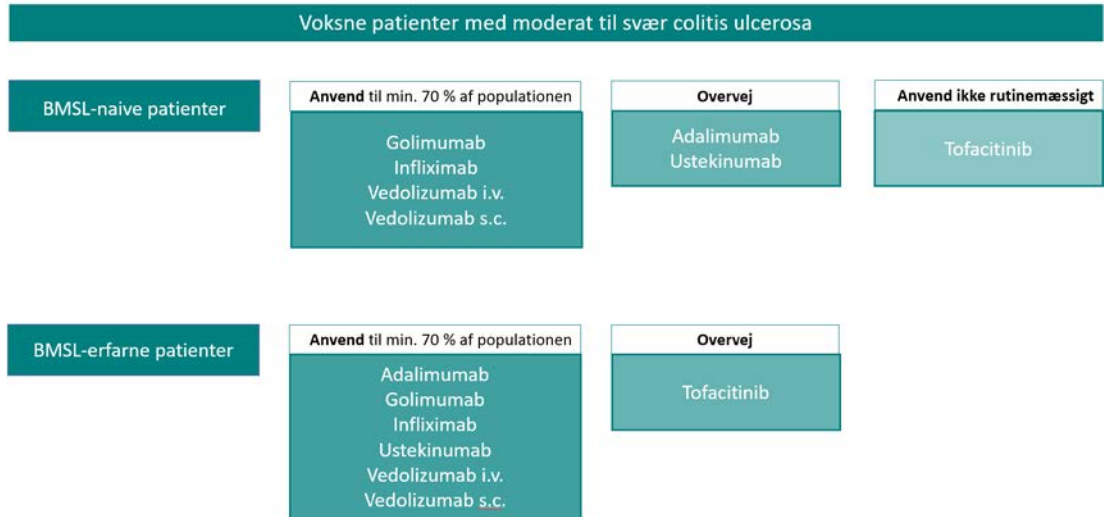 Voksne patienter med moderat til svær colitis ulcerosa
BMSL-naive patienter
Anvend til min. 70 % af populationen
Golimumab
Infliximab
Vedolizumab i.v.
Vedolizumab s.c.
Overvej
Adalimumab
Ustekinumab
Anvend ikke rutinemæssigt
Tofacitinib
BMSL-erfarne patienter
Anvend til min. 70 % af populationen
Adalimumab
Golimumab
Infliximab
Ustekinumab
Vedolizumab i.v.
Vedolizumab s.c.
Overvej
Tofacitinib